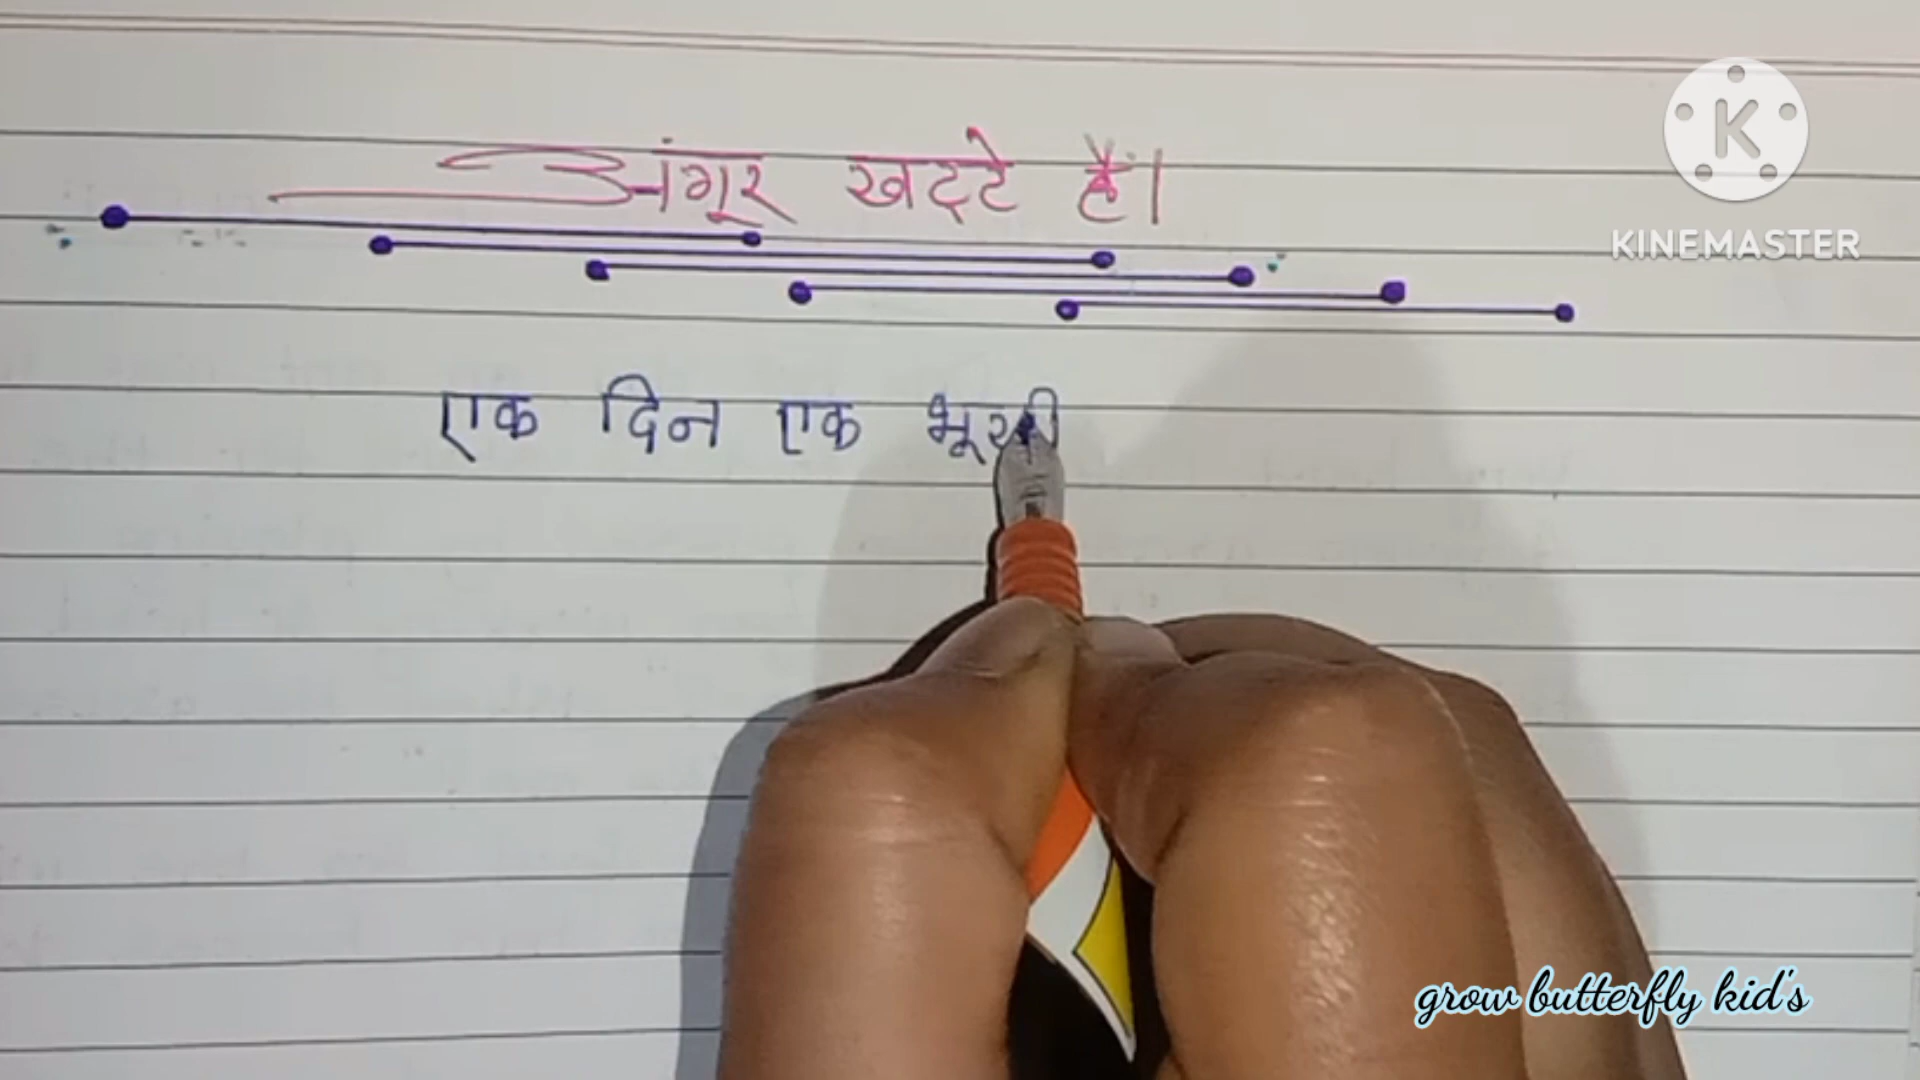 अंगूर खट्टे हैं।
KINEMASTER
एक दिन एक भूखी
grow butterfly kid's